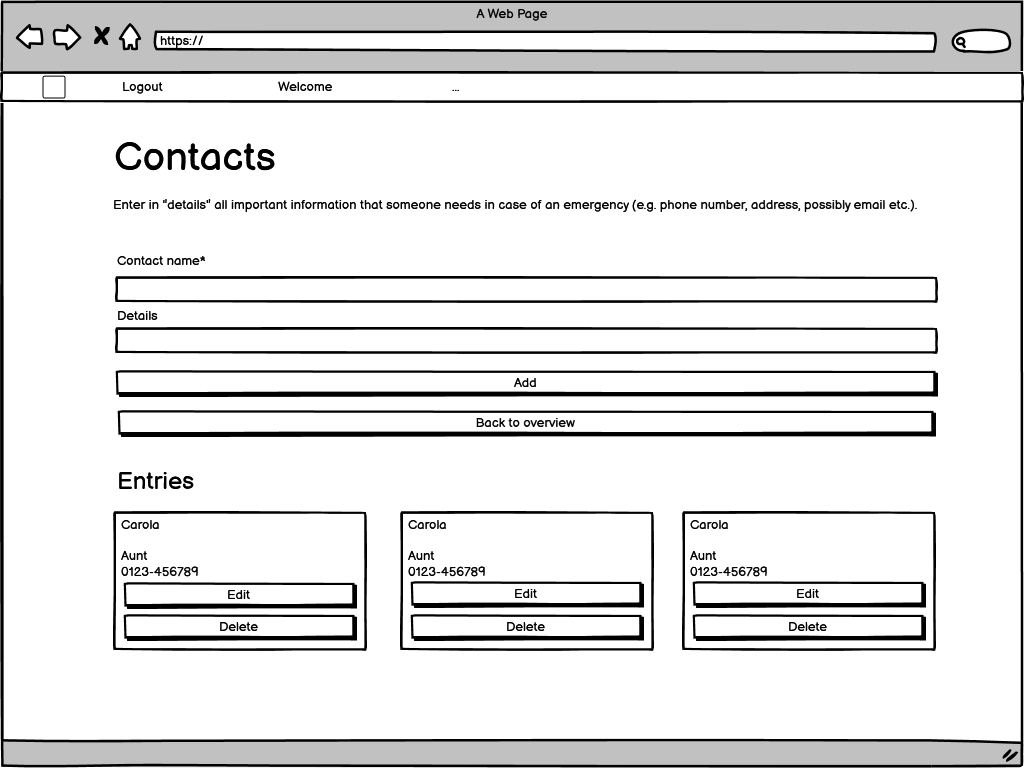 A Web Page
https://
Logout Welcome ...
Contacts
Enter in "details" all important information that someone needs in case of an emergency (e.g. phone number, address, possibly email etc.).
Contact name*
Details
Add
Back to overview
Entries
Carola
Aunt
0123-456789
Edit
Delete
Carola
Aunt
0123-456789
Edit
Delete
Carola
Aunt
0123-456789
Edit
Delete